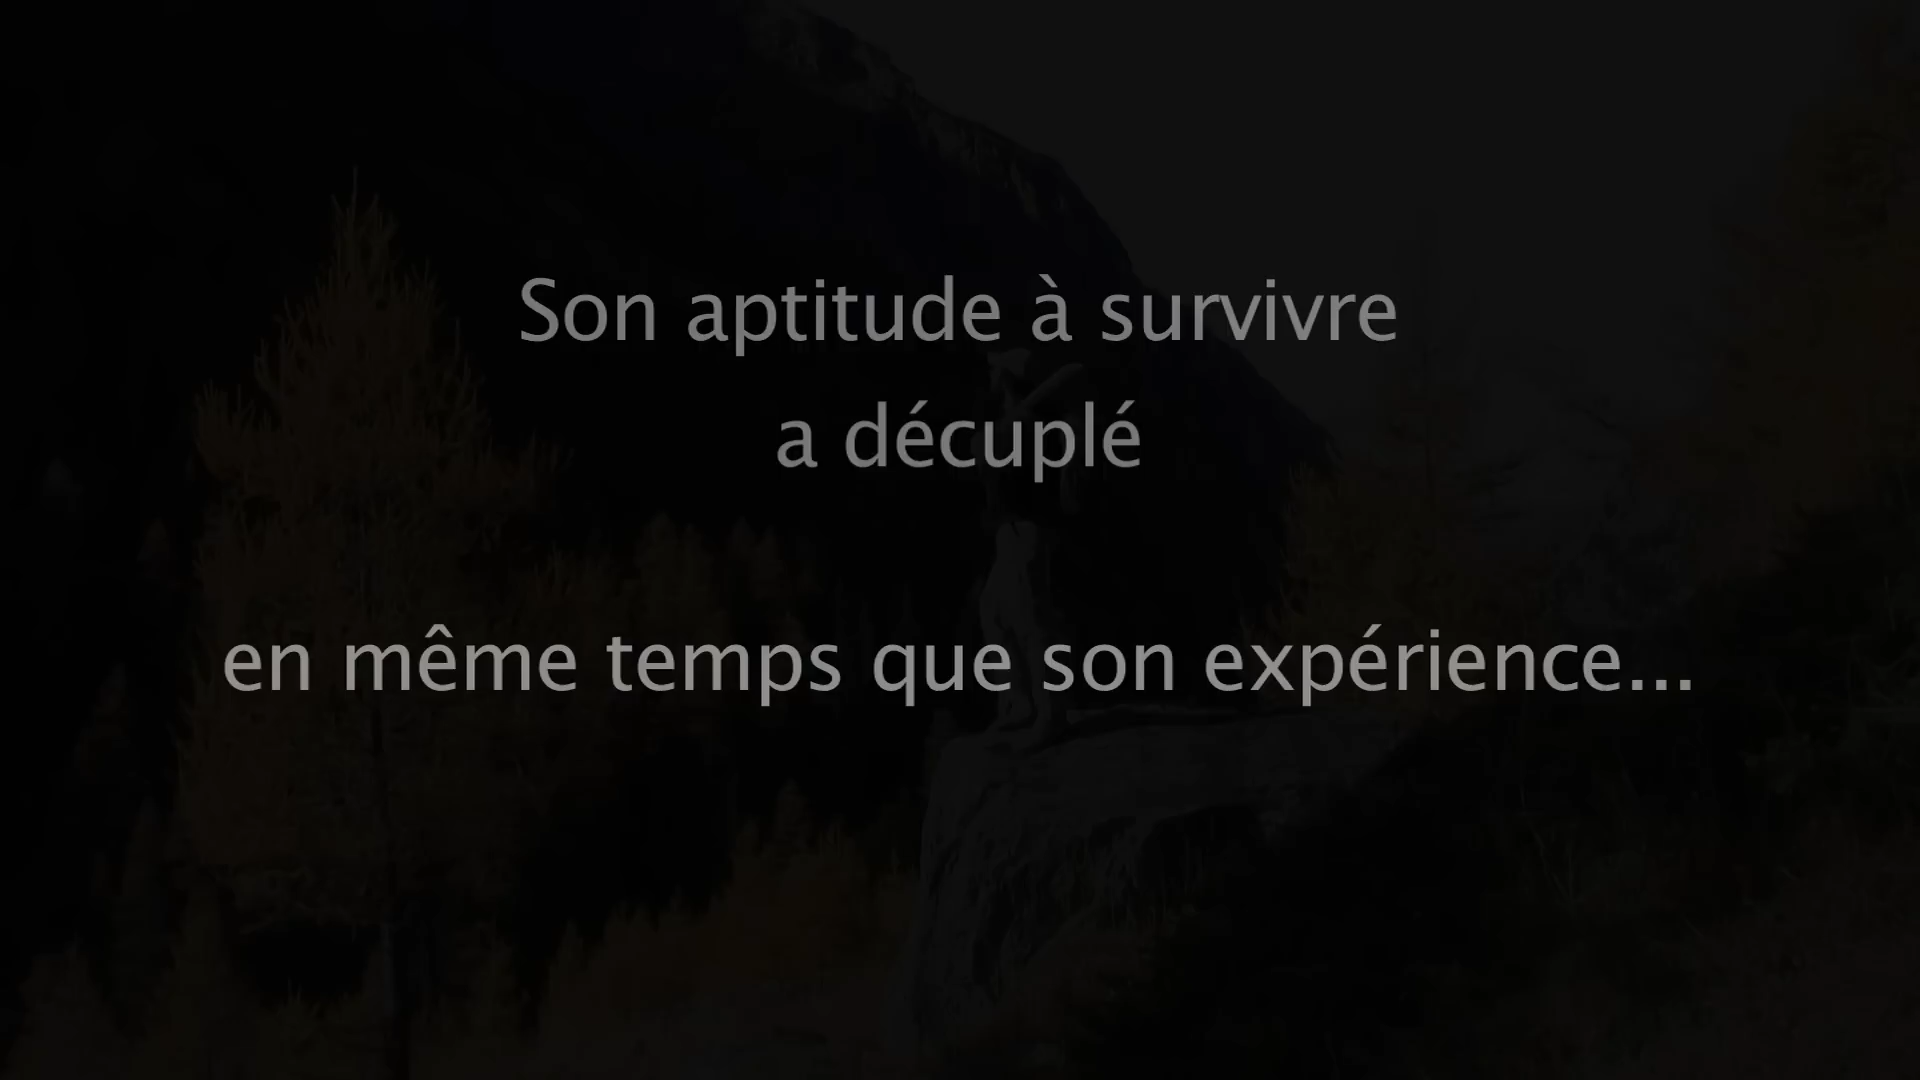 Son aptitude à survivre
a décuplé
en même temps que son expérience...